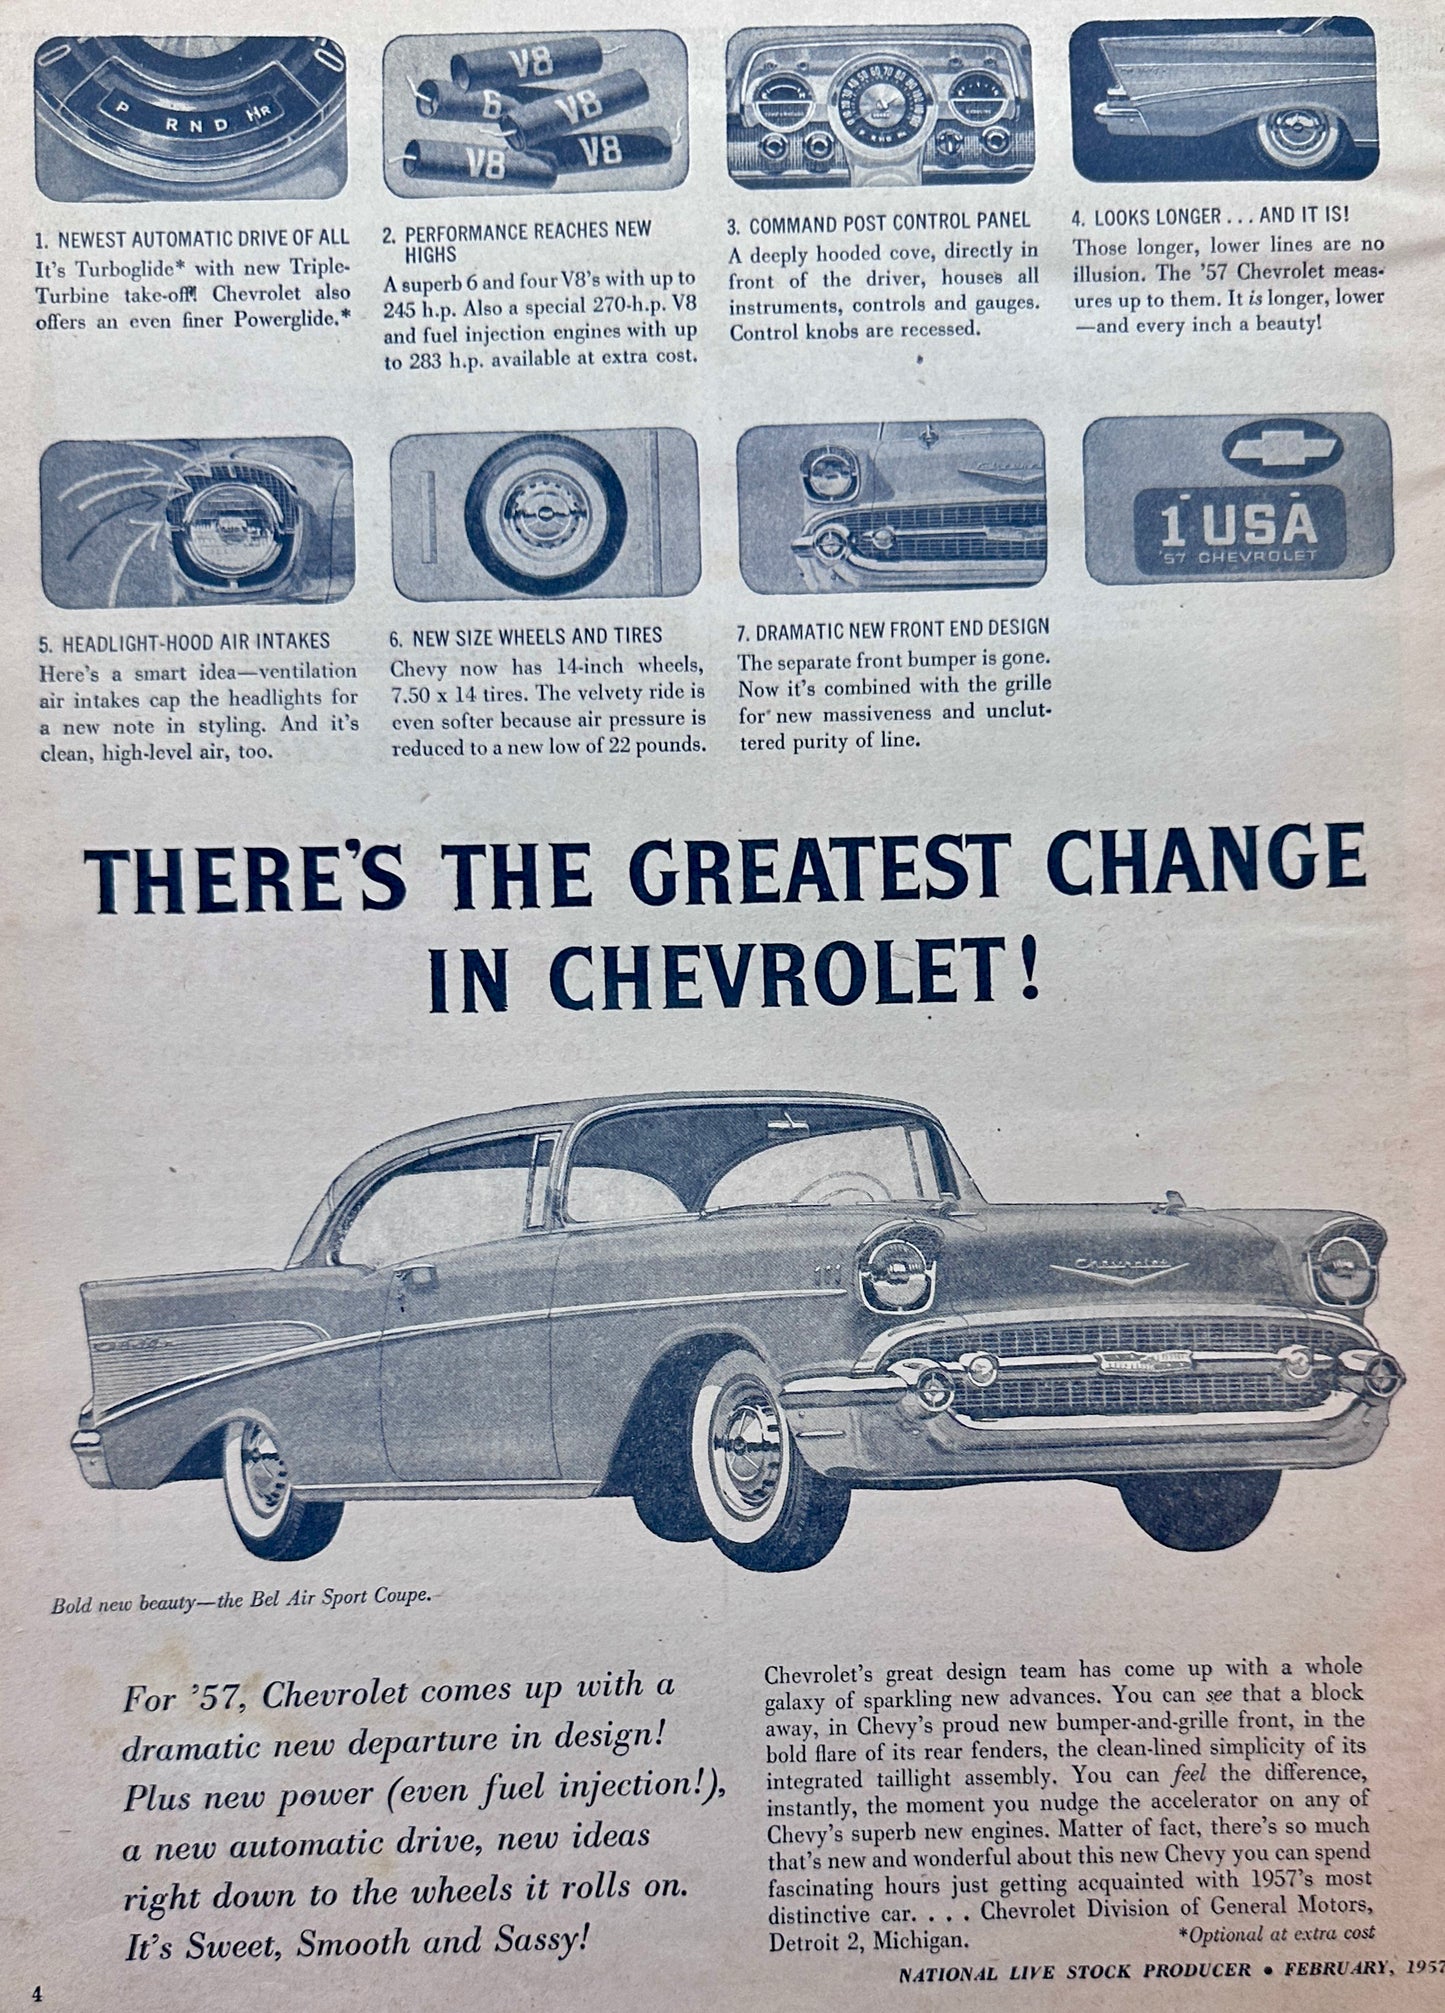 P R N D HR
V8
6
V8
V8
V8
1. NEWEST AUTOMATIC DRIVE OF ALL
It's Turboglide* with new Triple-
Turbine take-off! Chevrolet also
offers an even finer Powerglide.*
2. PERFORMANCE REACHES NEW
HIGHS
A superb 6 and four V8's with up to
245 h.p. Also a special 270-h.p. V8
and fuel injection engines with up
to 283 h.p. available at extra cost.
3. COMMAND POST CONTROL PANEL
A deeply hooded cove, directly in
front of the driver, houses all
instruments, controls and gauges.
Control knobs are recessed.
4. LOOKS LONGER . . . AND IT IS!
Those longer, lower lines are no
illusion. The '57 Chevrolet meas-
ures up to them. It is longer, lower
—and every inch a beauty!
1 USA
'57 CHEVROLET
5. HEADLIGHT-HOOD AIR INTAKES
Here's a smart idea—ventilation
air intakes cap the headlights for
a new note in styling. And it's
clean, high-level air, too.
6. NEW SIZE WHEELS AND TIRES
Chevy now has 14-inch wheels,
7.50 x 14 tires. The velvety ride is
even softer because air pressure is
reduced to a new low of 22 pounds.
7. DRAMATIC NEW FRONT END DESIGN
The separate front bumper is gone.
Now it's combined with the grille
for new massiveness and unclut-
tered purity of line.
THERE'S THE GREATEST CHANGE
IN CHEVROLET!
Chevrolet
Bold new beauty—the Bel Air Sport Coupe.
For '57, Chevrolet comes up with a
dramatic new departure in design!
Plus new power (even fuel injection!),
a new automatic drive, new ideas
right down to the wheels it rolls on.
It's Sweet, Smooth and Sassy!
Chevrolet's great design team has come up with a whole
galaxy of sparkling new advances. You can see that a block
away, in Chevy's proud new bumper-and-grille front, in the
bold flare of its rear fenders, the clean-lined simplicity of its
integrated taillight assembly. You can feel the difference,
instantly, the moment you nudge the accelerator on any of
Chevy's superb new engines. Matter of fact, there's so much
that's new and wonderful about this new Chevy you can spend
fascinating hours just getting acquainted with 1957's most
distinctive car. . . . Chevrolet Division of General Motors,
Detroit 2, Michigan.
*Optional at extra cost
4
NATIONAL LIVE STOCK PRODUCER • FEBRUARY, 1957